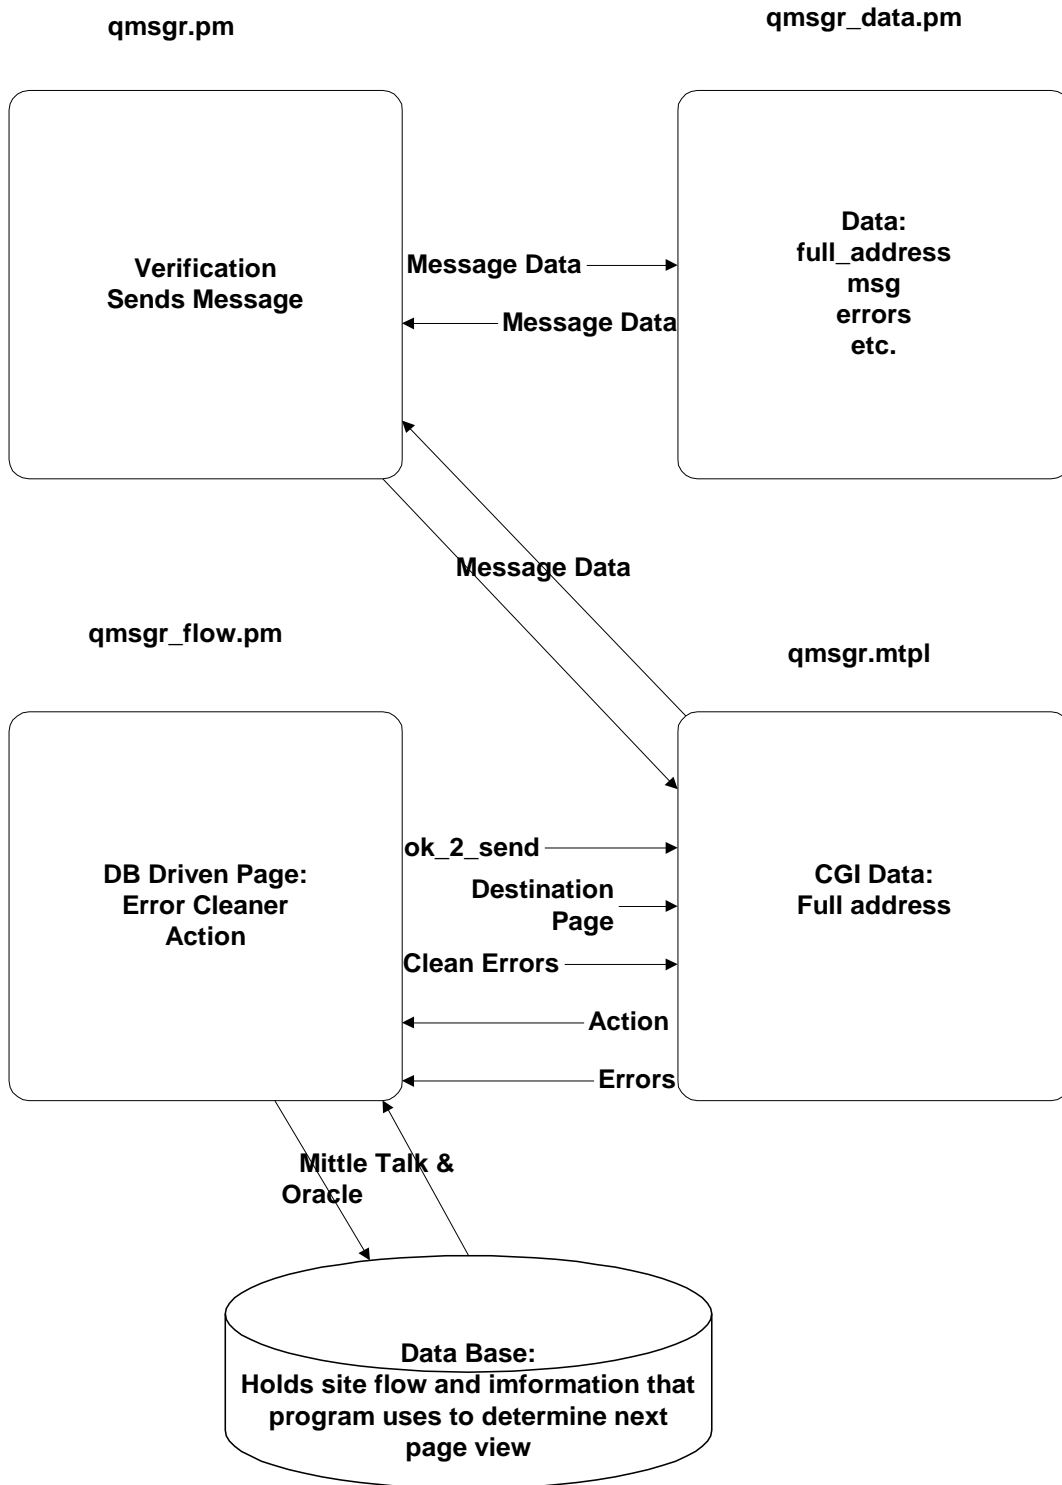 qmsgr.pm
qmsgr_data.pm
Verification
Sends Message
Message Data
Message Data
Data:
full_address
msg
errors
etc.
Message Data
qmsgr_flow.pm
qmsgr.mtpl
DB Driven Page:
Error Cleaner
Action
ok_2_send
Destination
Page
Clean Errors
Action
Errors
CGI Data:
Full address
Mittle Talk &
Oracle
Data Base:
Holds site flow and imformation that
program uses to determine next
page view